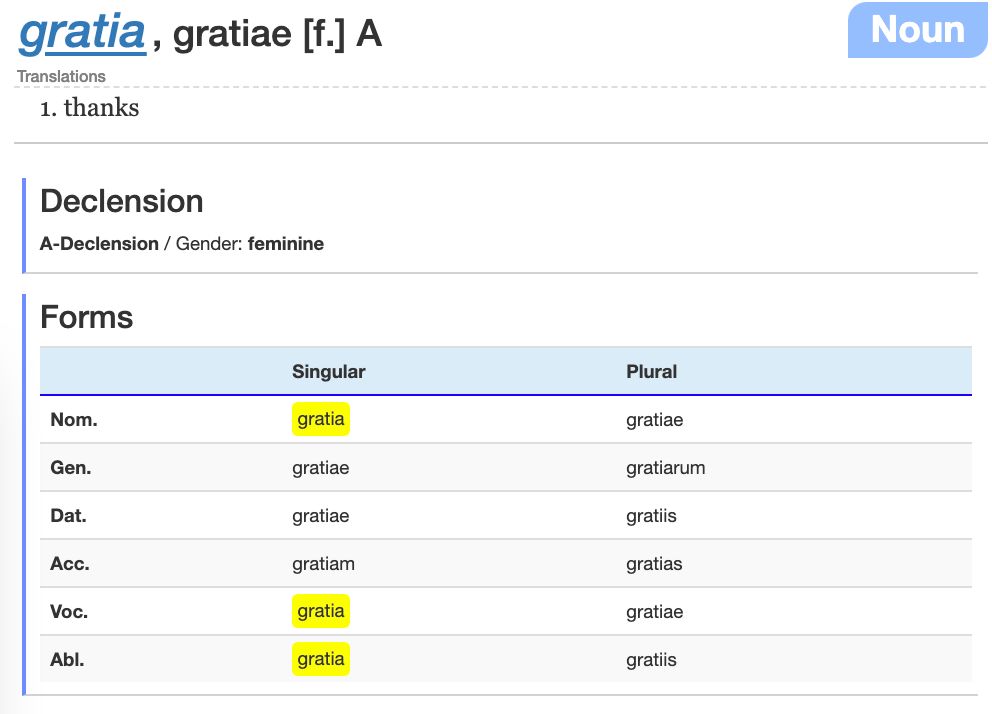 gratia, gratiae [f.] A
Noun
Translations
1. thanks
Declension
A-Declension / Gender: feminine
Forms
Singular Plural
Nom. gratia gratiae
Gen. gratiae gratiarum
Dat. gratiae gratiis
Acc. gratiam gratias
Voc. gratia gratiae
Abl. gratia gratiis